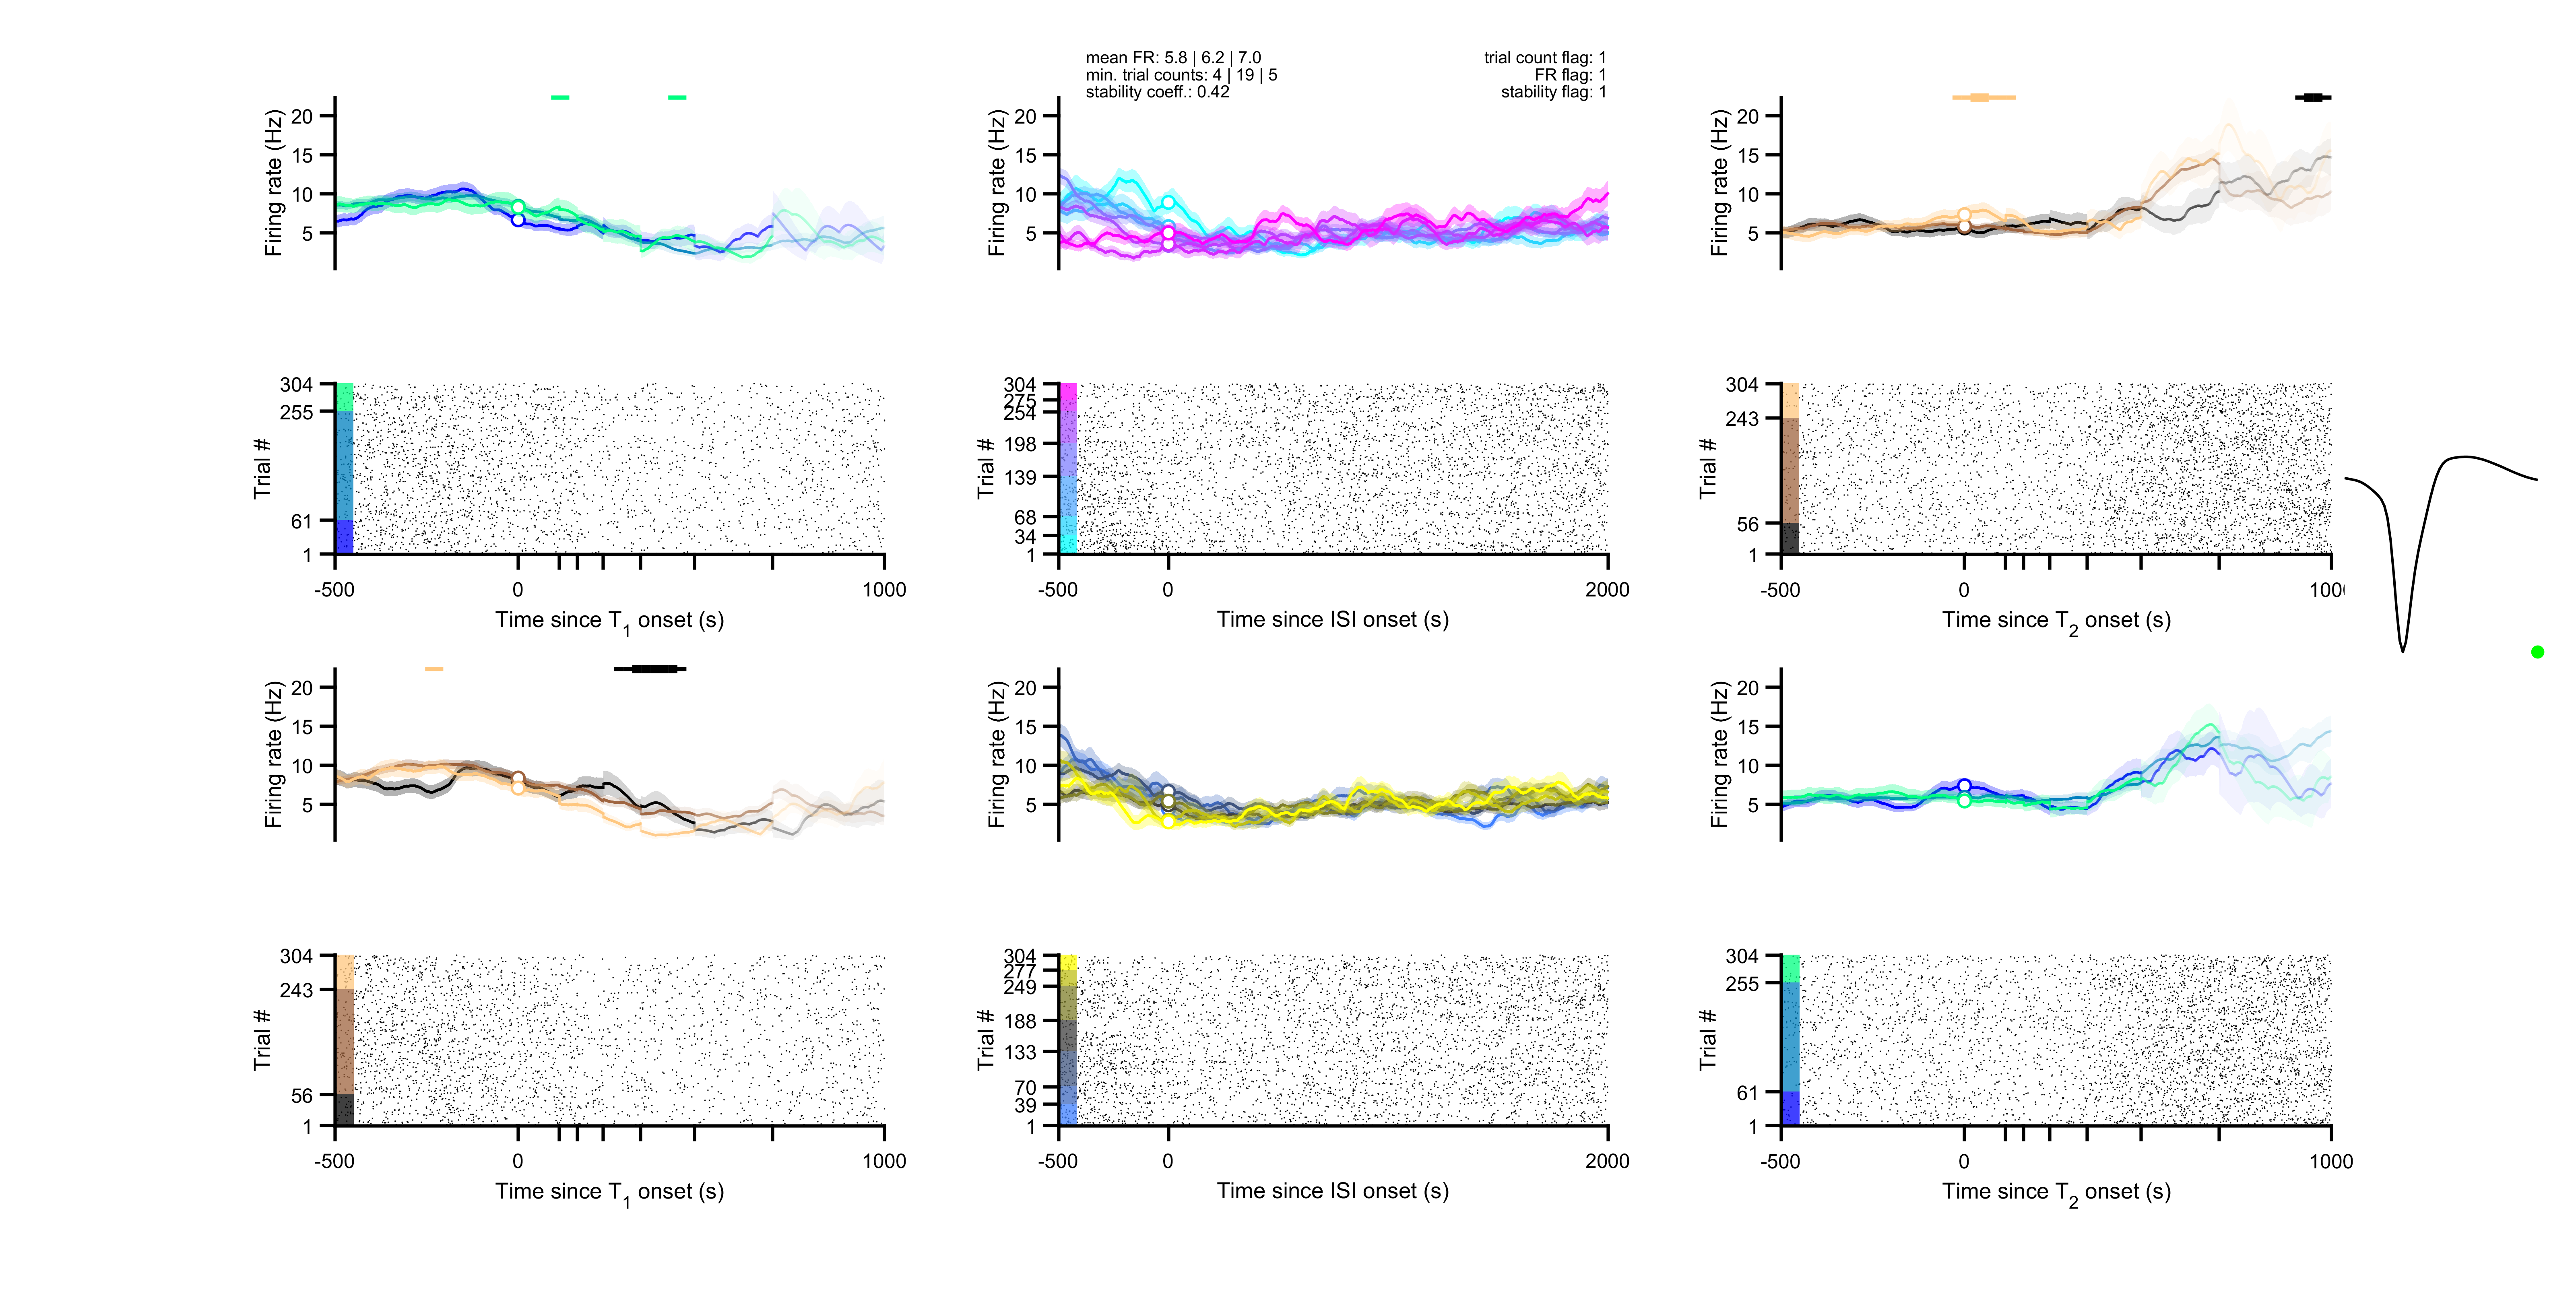 mean FR: 5.8 | 6.2 | 7.0
min. trial counts: 4 | 19 | 5
stability coeff.: 0.42
trial count flag: 1
FR flag: 1
stability flag: 1
Firing rate (Hz)
20
15
10
5
Firing rate (Hz)
20
15
10
5
Firing rate (Hz)
20
15
10
5
Trial #
304
255
61
1
-500 0 1000
Time since T1 onset (s)
Trial #
304
275
254
198
139
68
34
1
-500 0 2000
Time since ISI onset (s)
Trial #
304
243
56
1
-500 0 100
Time since T2 onset (s)
Firing rate (Hz)
20
15
10
5
Firing rate (Hz)
20
15
10
5
Firing rate (Hz)
20
15
10
5
Trial #
304
243
56
1
-500 0 1000
Time since T1 onset (s)
Trial #
304
277
249
188
133
70
39
1
-500 0 2000
Time since ISI onset (s)
Trial #
304
255
61
1
-500 0 1000
Time since T2 onset (s)